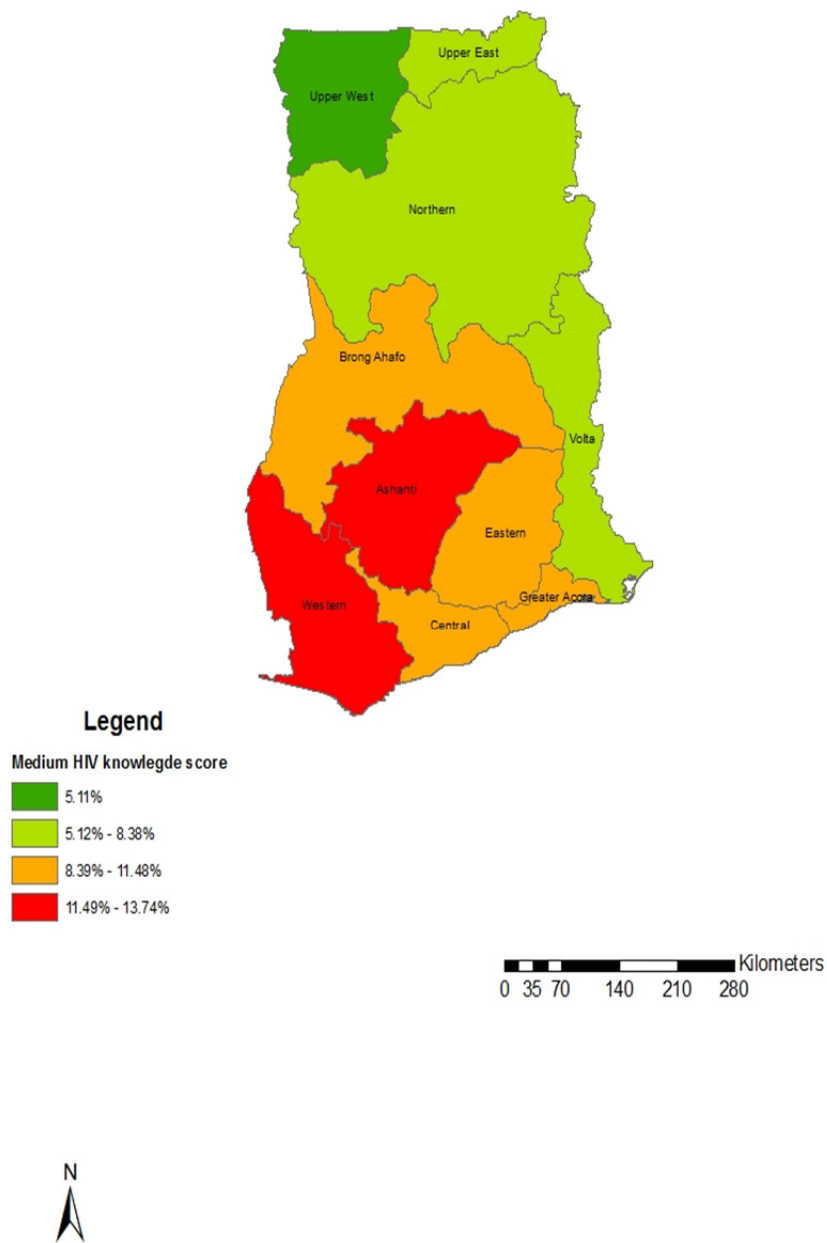 Upper East
Upper West
Northern
Brong Ahafo
Volta
Ashanti
Eastern
Greater Accra
Western
Central
Legend
Medium HIV knowlegde score
5.11%
5.12% - 8.38%
8.39% - 11.48%
11.49% - 13.74%
Kilometers
0 35 70 140 210 280
N